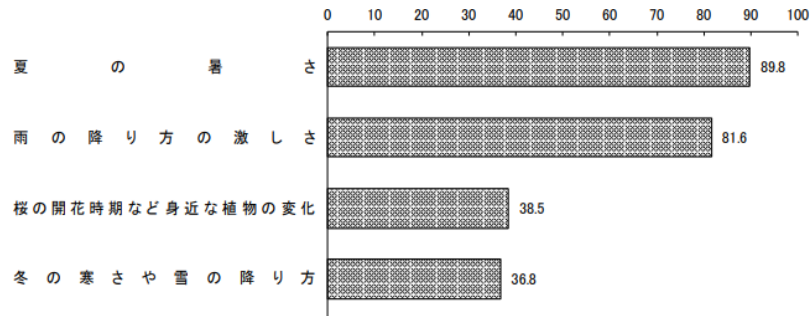 0 10 20 30 40 50 60 70 80 90 100
夏の暑さ 89.8
雨の降り方の激しさ 81.6
桜の開花時期など身近な植物の変化 38.5
冬の寒さや雪の降り方 36.8